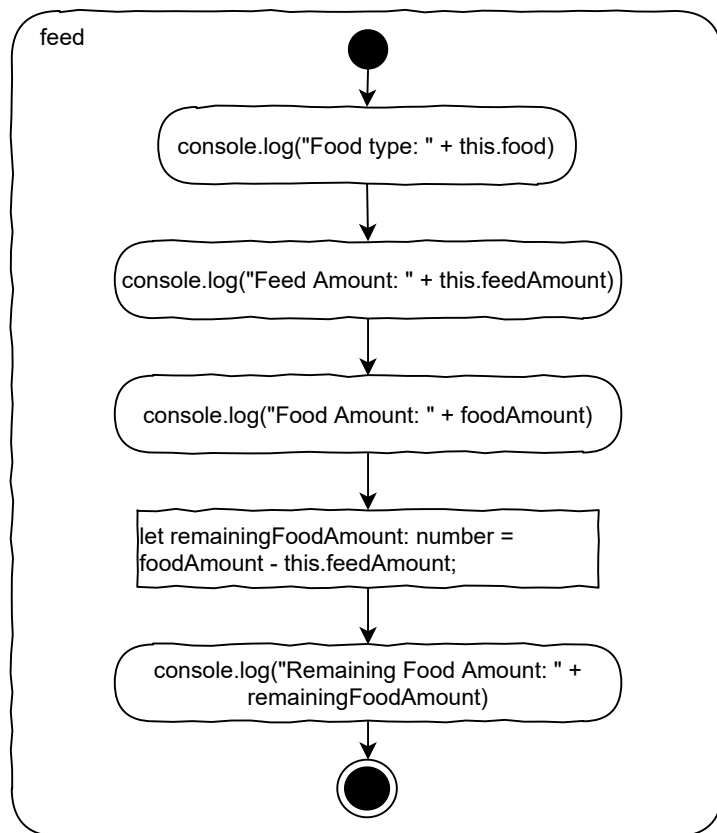 feed
console.log("Food type: " + this.food)
console.log("Feed Amount: " + this.feedAmount)
console.log("Food Amount: " + foodAmount)
let remainingFoodAmount: number =
foodAmount - this.feedAmount;
console.log("Remaining Food Amount: " +
remainingFoodAmount)